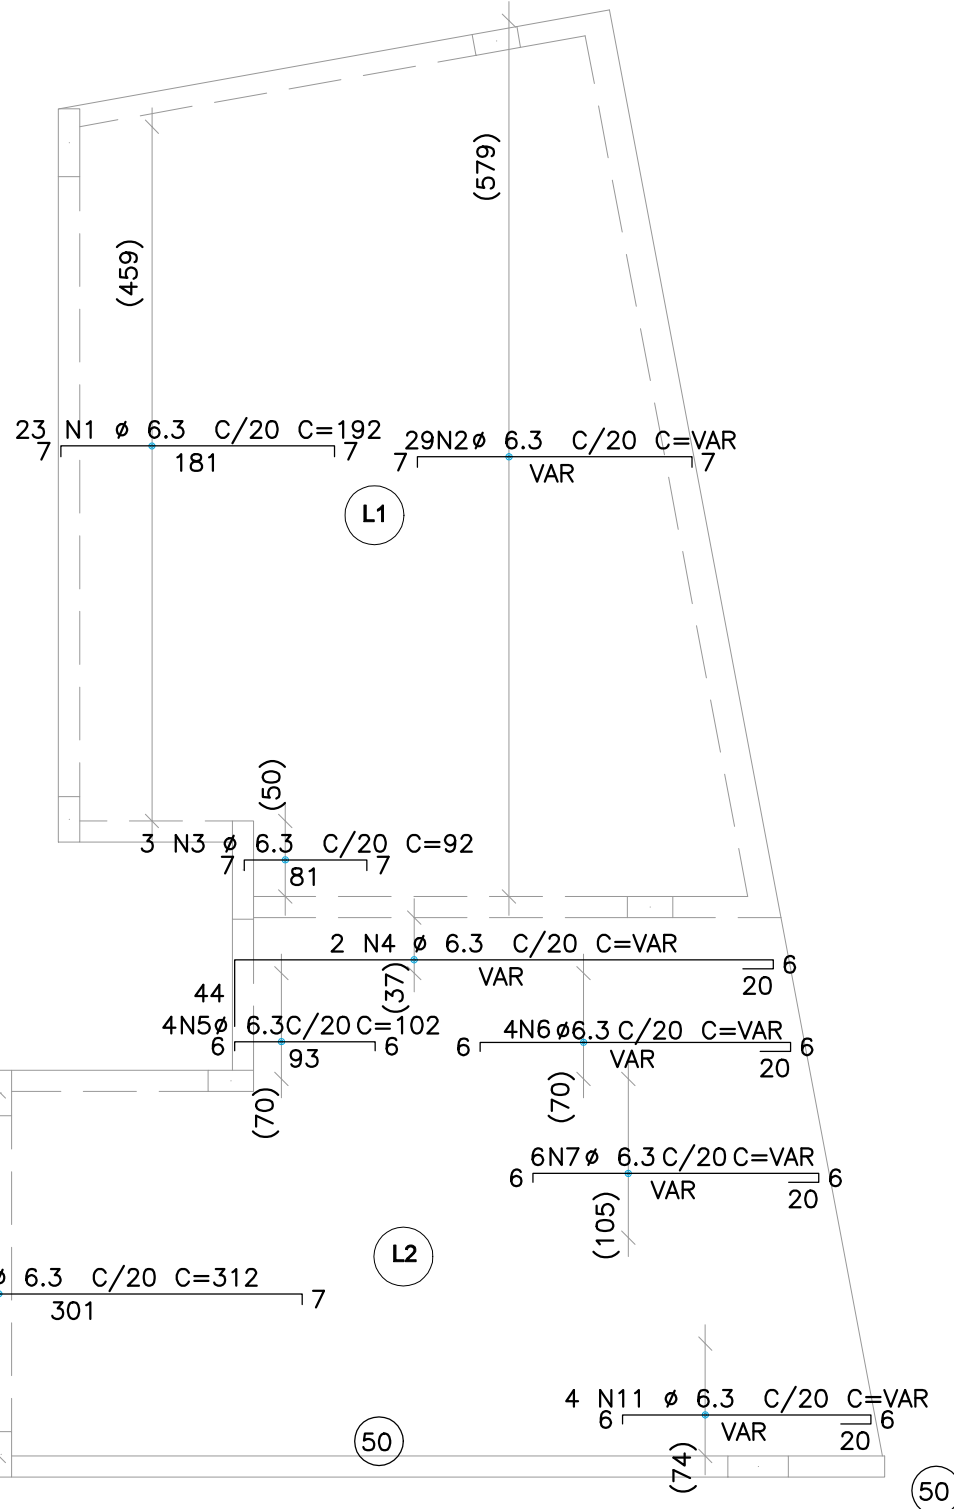 (579)
(459)
23 N1 ø 6.3 C/20 C=192
7 181 7
29N2ø 6.3 C/20 C=VAR
7 VAR 7
L1
(50)
3 N3 ø 6.3 C/20 C=92
7 81 7
2 N4 ø 6.3 C/20 C=VAR
44 VAR 6
20
(37)
4N5ø 6.3C/20 C=102
6 93 6
(70)
4N6ø6.3 C/20 C=VAR
6 VAR 6
20
(70)
6N7ø 6.3 C/20 C=VAR
6 VAR 6
20
(105)
L2
ø 6.3 C/20 C=312
301 7
4 N11 ø 6.3 C/20 C=VAR
6 VAR 6
20
(74)
50
50